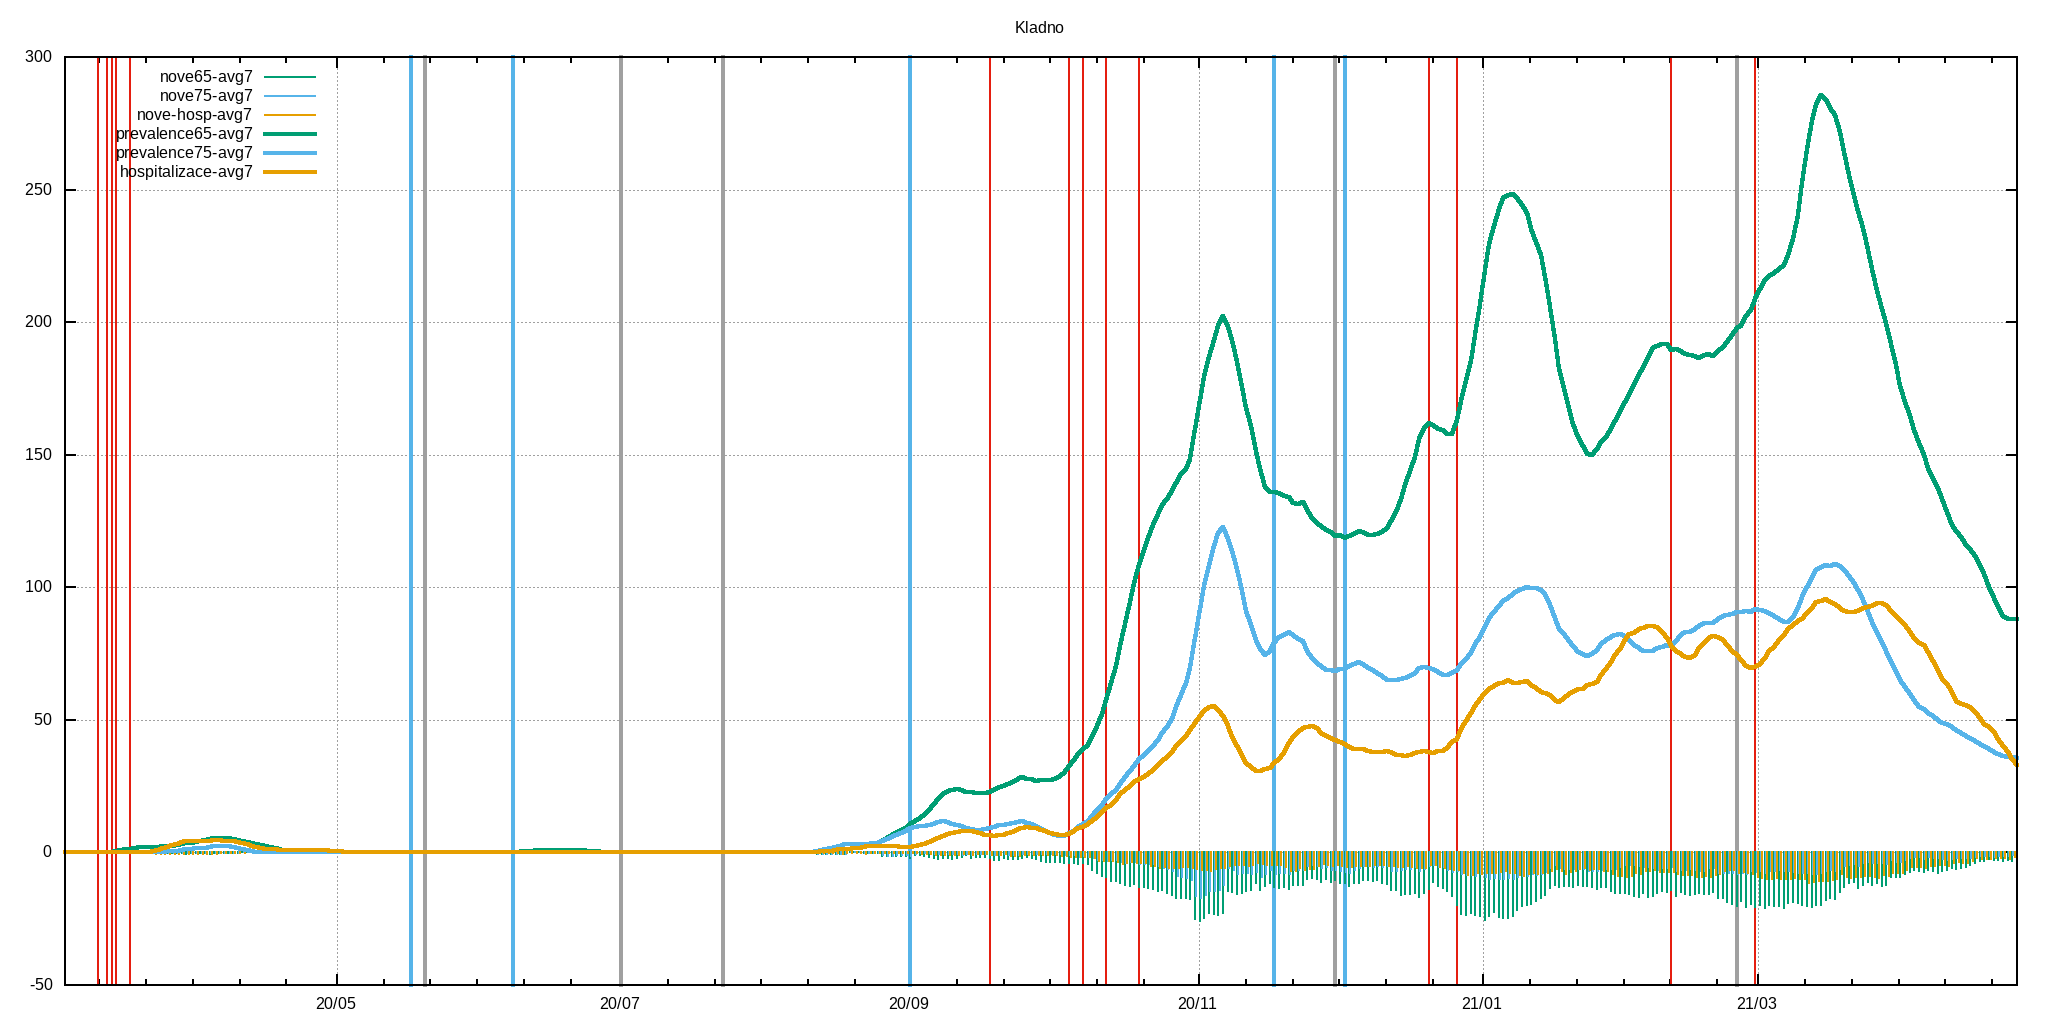 Kladno
300
nove65-avg7
nove75-avg7
nove-hosp-avg7
prevalence65-avg7
prevalence75-avg7
hospitalizace-avg7
250
200
150
100
50
0
-50
20/05 20/07 20/09 20/11 21/01 21/03